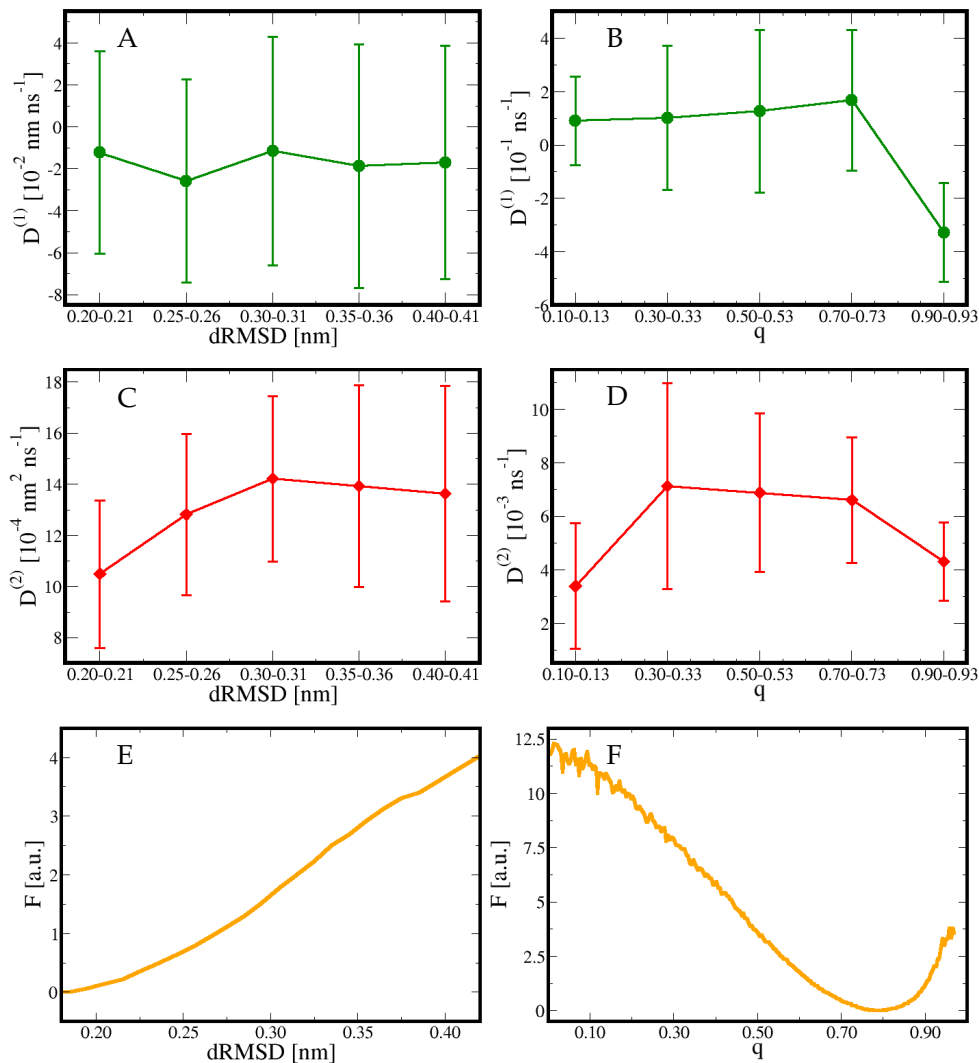 A
4
2
0
-2
-4
-6
-8
D(1) [10-2 nm ns-1]
0.20-0.21 0.25-0.26 0.30-0.31 0.35-0.36 0.40-0.41
dRMSD [nm]
B
4
2
0
-2
-4
-6
D(1) [10-1 ns-1]
0.10-0.13 0.30-0.33 0.50-0.53 0.70-0.73 0.90-0.93
q
C
18
16
14
12
10
8
D(2) [10-4 nm2 ns-1]
0.20-0.21 0.25-0.26 0.30-0.31 0.35-0.36 0.40-0.41
dRMSD [nm]
D
10
8
6
4
2
D(2) [10-3 ns-1]
0.10-0.13 0.30-0.33 0.50-0.53 0.70-0.73 0.90-0.93
q
E
4
3
2
1
0
F [a.u.]
0.20 0.25 0.30 0.35 0.40
dRMSD [nm]
F
12.5
10
7.5
5
2.5
0
F [a.u.]
0.10 0.30 0.50 0.70 0.90
q